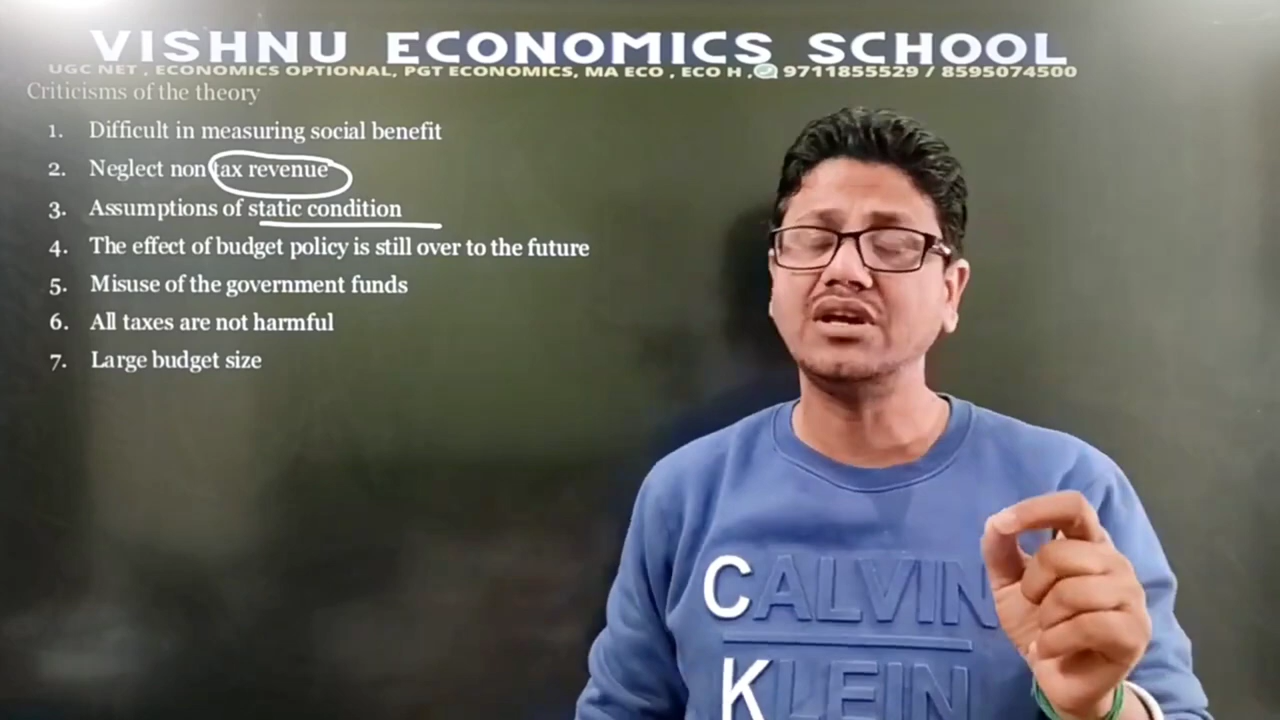 VISHNU ECONOMICS SCHOOL
UGC NET , ECONOMICS OPTIONAL, PGT ECONOMICS, MA ECO , ECO H , 9711855529 / 8595074500
Criticisms of the theory
1. Difficult in measuring social benefit
2. Neglect non tax revenue
3. Assumptions of static condition
4. The effect of budget policy is still over to the future
5. Misuse of the government funds
6. All taxes are not harmful
7. Large budget size
CALVIN
KLEIN